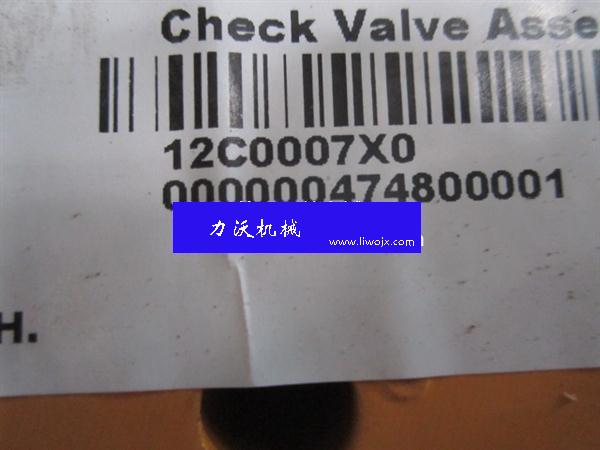 Check Valve Asse
12C0007X0
000000474800001
力沃机械
www.liwojx.com
H.